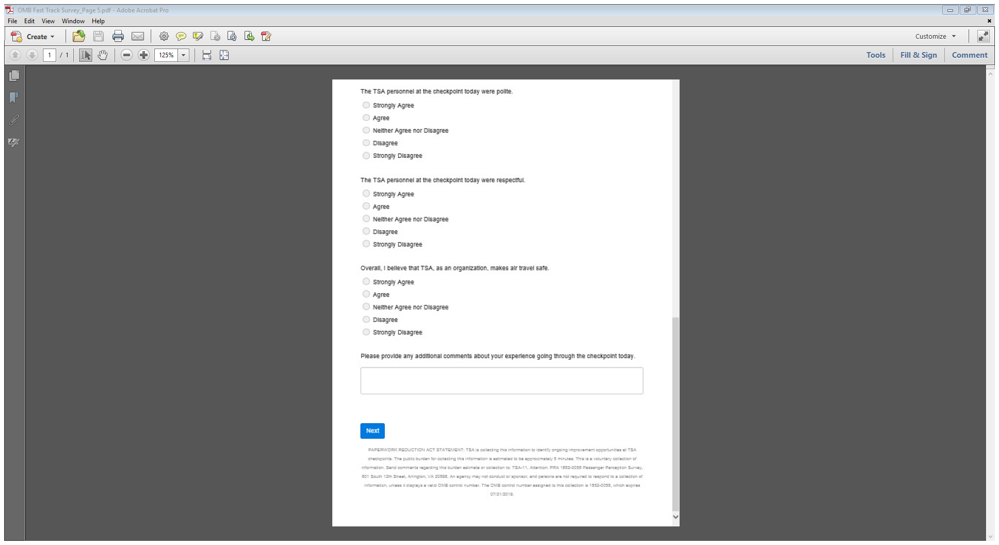 OMB Fast Track Survey_Page 5.pdf - Adobe Acrobat Pro
File Edit View Window Help
Create Customize
1 / 1 125% Tools Fill & Sign Comment
The TSA personnel at the checkpoint today were polite.
Strongly Agree
Agree
Neither Agree nor Disagree
Disagree
Strongly Disagree
The TSA personnel at the checkpoint today were respectful.
Strongly Agree
Agree
Neither Agree nor Disagree
Disagree
Strongly Disagree
Overall, I believe that TSA, as an organization, makes air travel safe.
Strongly Agree
Agree
Neither Agree nor Disagree
Disagree
Strongly Disagree
Please provide any additional comments about your experience going through the checkpoint today.
Next
PAPERWORK REDUCTION ACT STATEMENT: TSA is collecting this information to identify ongoing improvement opportunities at TSA
checkpoints. The public burden for collecting this information is estimated to be approximately 5 minutes. This is a voluntary collection of
information. Send comments regarding this burden estimate or collection to: TSA-11, Attention: PRA 1652-0058 Passenger Perception Survey,
601 South 12th Street, Arlington, VA 20598. An agency may not conduct or sponsor, and persons are not required to respond to a collection of
information, unless it displays a valid OMB control number. The OMB control number assigned to this collection is 1652-0058, which expires
07/31/2019.